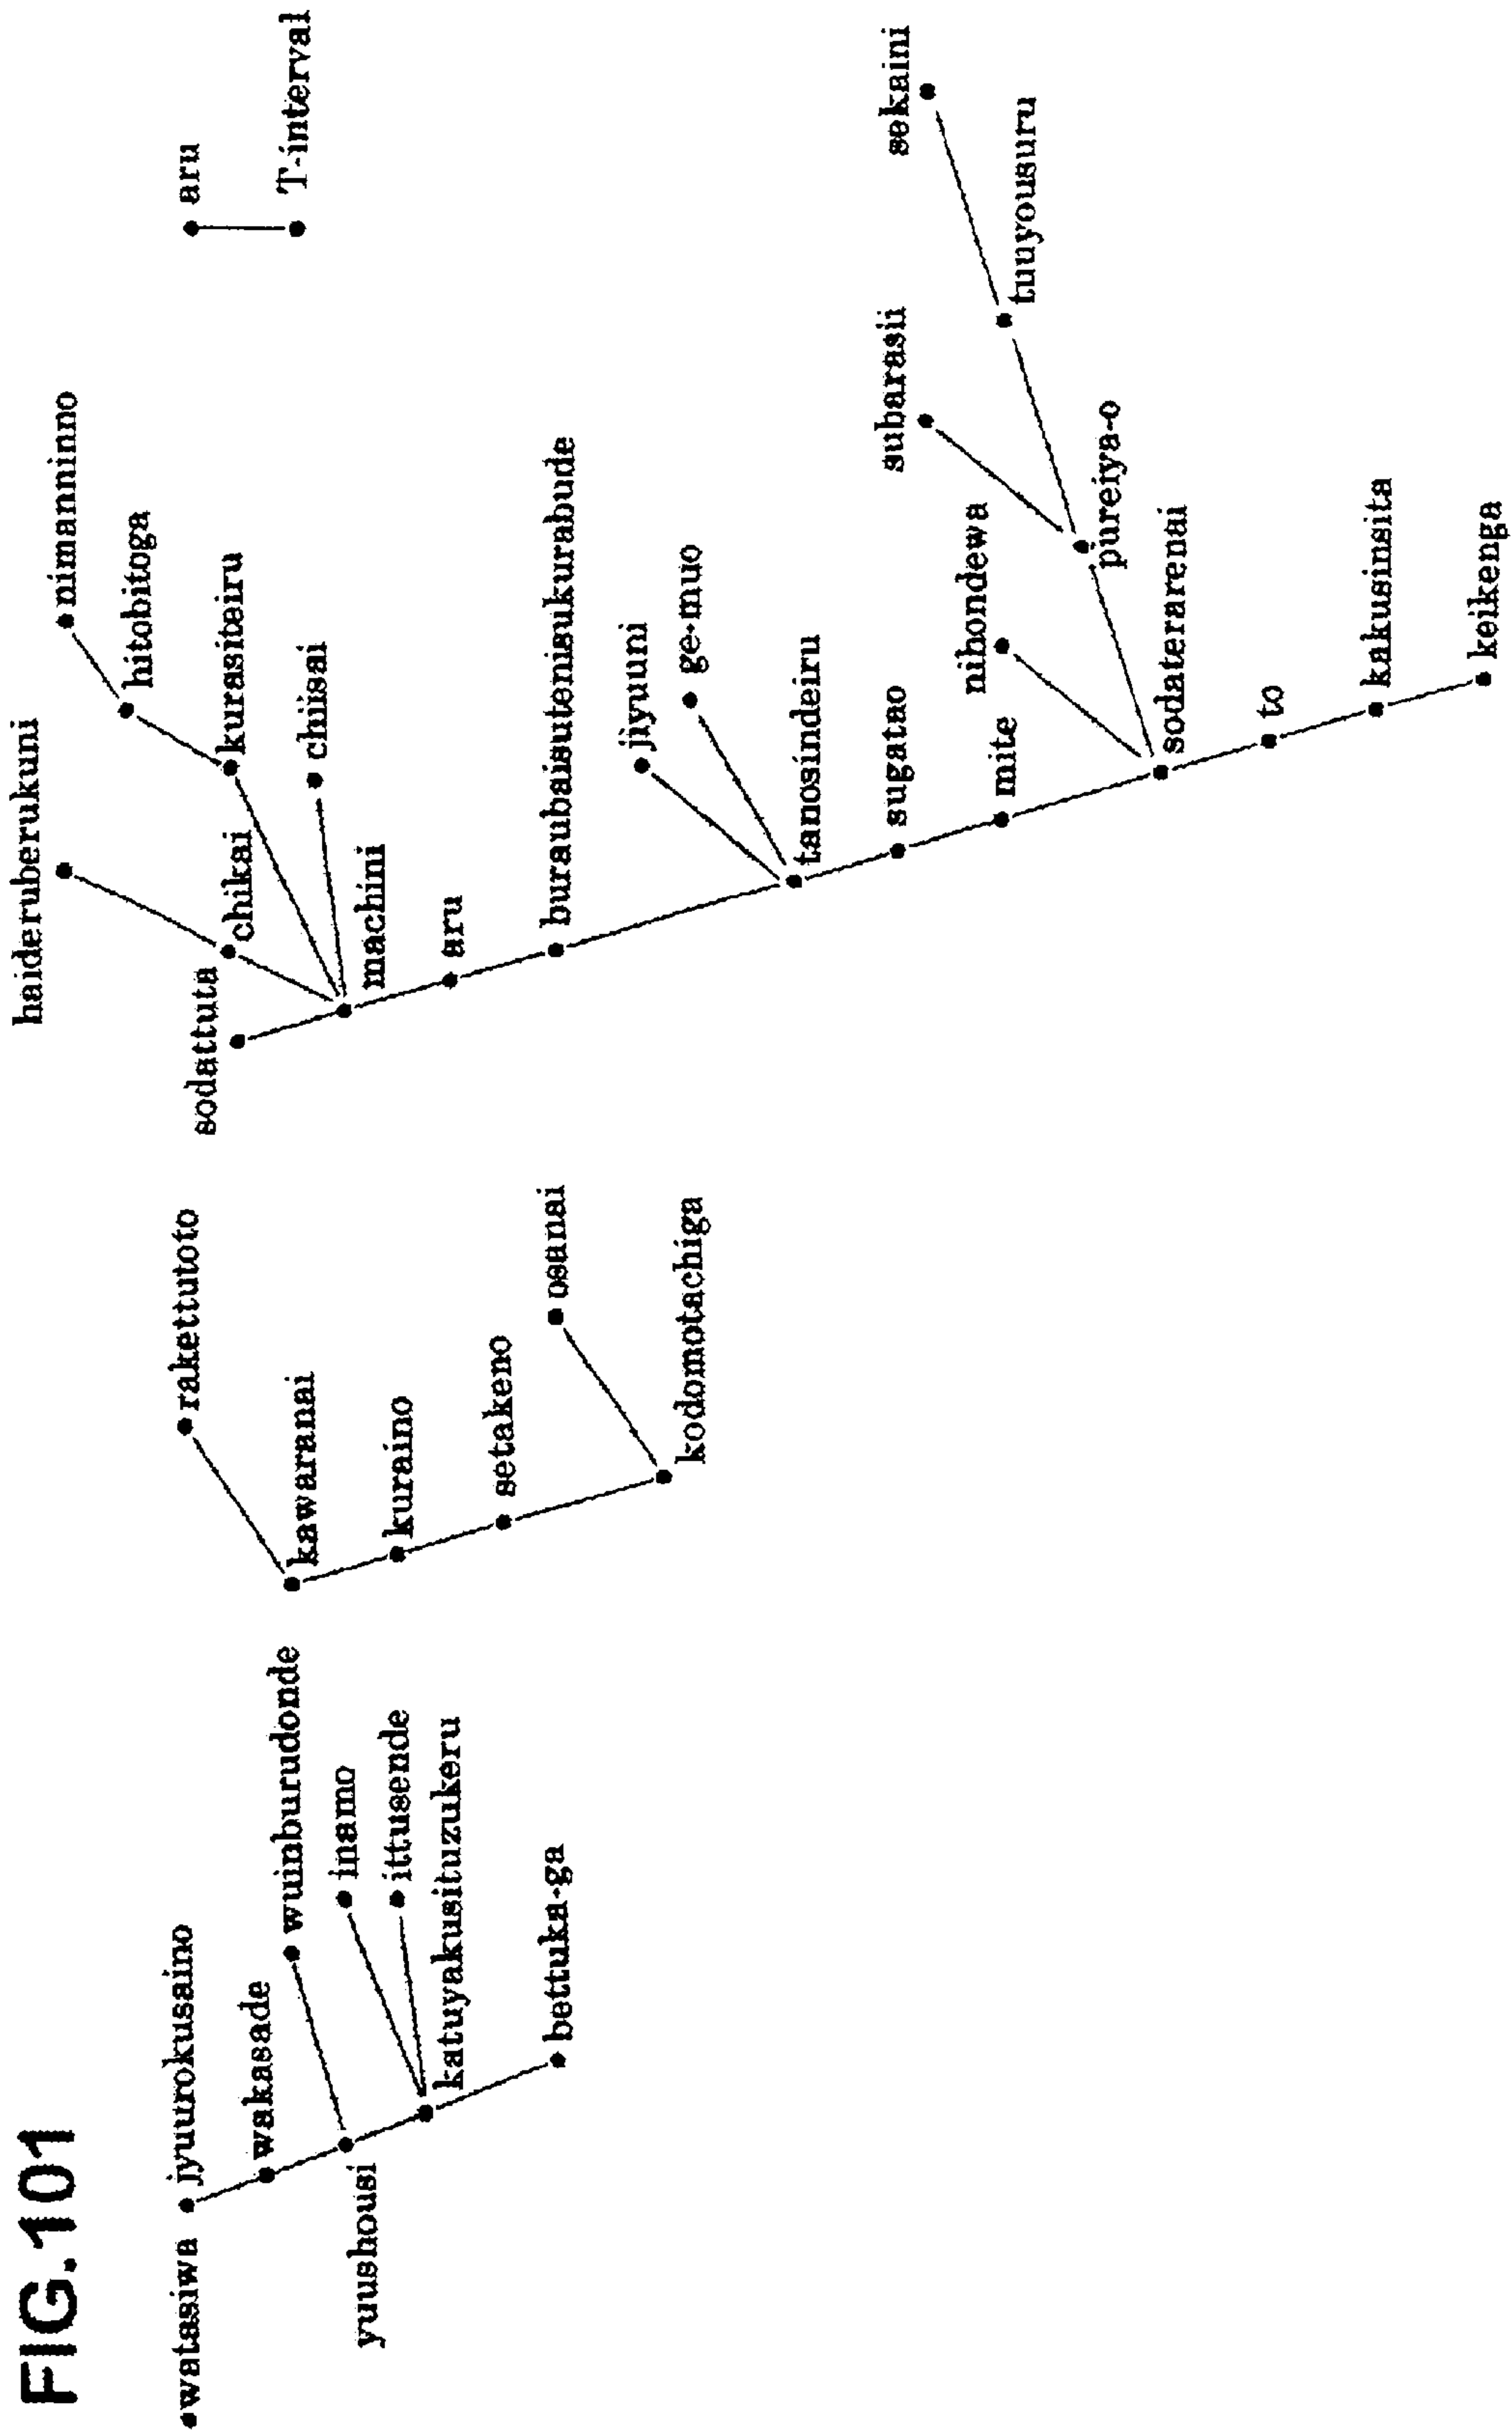 FIG.101
watasiwa
jyuurokusaino
wakasade
wuinburudonde
yuushousi
inamo
ittusende
katuyakusituzukeru
bettuka-ga
rakettutoto
kawaranai
kuraino
setakeno
osanai
kodomotachiga
haideruberukuni
nimanninno
hitobitoga
sodattuta
chikai
kurasiteiru
chiisai
machini
aru
buraubaisutenisukurabude
jiyuuni
ge-muo
tanosindeiru
sugatao
mite
nihondewa
subarasii
sekaini
tuuyousuru
pureiya-o
sodaterarenai
to
kakusinsita
keikenga
aru
T-interval